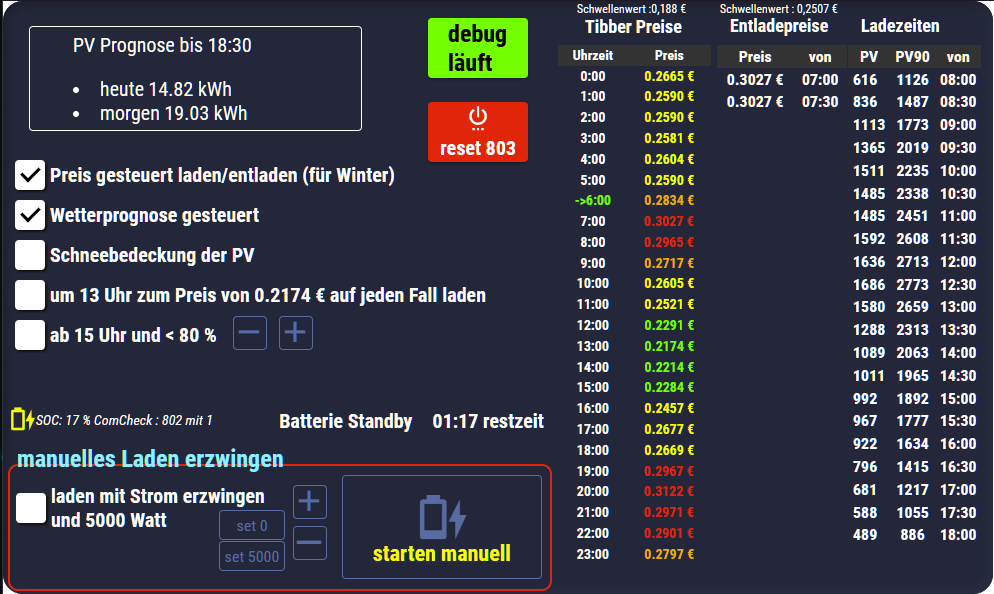 PV Prognose bis 18:30
heute 14.82 kWh
morgen 19.03 kWh
debug
läuft
reset 803
Preis gesteuert laden/entladen (für Winter)
Wetterprognose gesteuert
Schneebedeckung der PV
um 13 Uhr zum Preis von 0.2174 € auf jeden Fall laden
ab 15 Uhr und < 80 %
SOC: 17 % ComCheck : 802 mit 1
Batterie Standby 01:17 restzeit
manuelles Laden erzwingen
laden mit Strom erzwingen
und 5000 Watt
set 0
set 5000
starten manuell
Schwellenwert :0,188 €
Tibber Preise
Uhrzeit Preis
0:00 0.2665 €
1:00 0.2590 €
2:00 0.2590 €
3:00 0.2581 €
4:00 0.2604 €
5:00 0.2590 €
->6:00 0.2834 €
7:00 0.3027 €
8:00 0.2965 €
9:00 0.2717 €
10:00 0.2605 €
11:00 0.2521 €
12:00 0.2291 €
13:00 0.2174 €
14:00 0.2214 €
15:00 0.2284 €
16:00 0.2457 €
17:00 0.2677 €
18:00 0.2669 €
19:00 0.2967 €
20:00 0.3122 €
21:00 0.2971 €
22:00 0.2901 €
23:00 0.2797 €
Schwellenwert : 0,2507 €
Entladepreise
Preis von
0.3027 € 07:00
0.3027 € 07:30
Ladezeiten
PV PV90 von
616 1126 08:00
836 1487 08:30
1113 1773 09:00
1365 2019 09:30
1511 2235 10:00
1485 2338 10:30
1485 2451 11:00
1592 2608 11:30
1636 2713 12:00
1686 2773 12:30
1580 2659 13:00
1288 2313 13:30
1089 2063 14:00
1011 1965 14:30
992 1892 15:00
967 1777 15:30
922 1634 16:00
796 1415 16:30
681 1217 17:00
588 1055 17:30
489 886 18:00